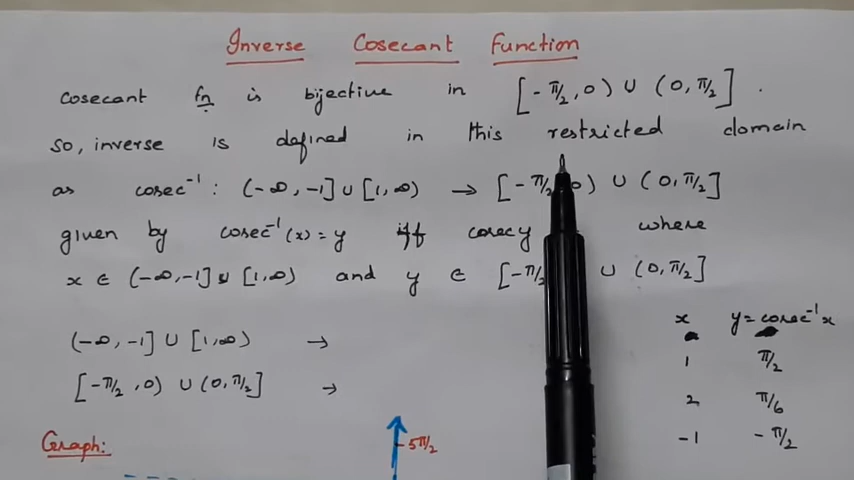 Inverse Cosecant Function
cosecant fn is bijective in [-π/2, 0) ∪ (0, π/2].
so, inverse is defined in this restricted domain
as cosec⁻¹ : (-∞, -1] ∪ [1, ∞) → [-π/2, 0) ∪ (0, π/2]
given by cosec⁻¹(x) = y iff cosecy where
x ∈ (-∞, -1] ∪ [1, ∞) and y ∈ [-π/2 ∪ (0, π/2]
x y = cosec⁻¹x
(-∞, -1] ∪ [1, ∞) →
1 π/2
[-π/2, 0) ∪ (0, π/2] →
2 π/6
-1 -π/2
Graph:
5π/2